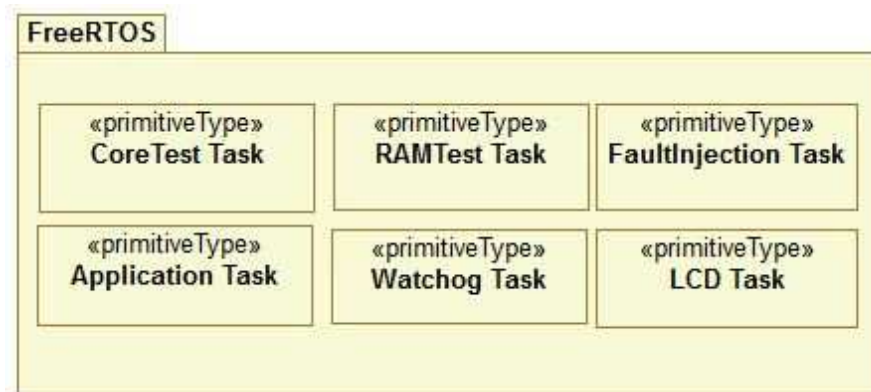 FreeRTOS
«primitiveType»
CoreTest Task
«primitiveType»
RAMTest Task
«primitiveType»
FaultInjection Task
«primitiveType»
Application Task
«primitiveType»
Watchog Task
«primitiveType»
LCD Task